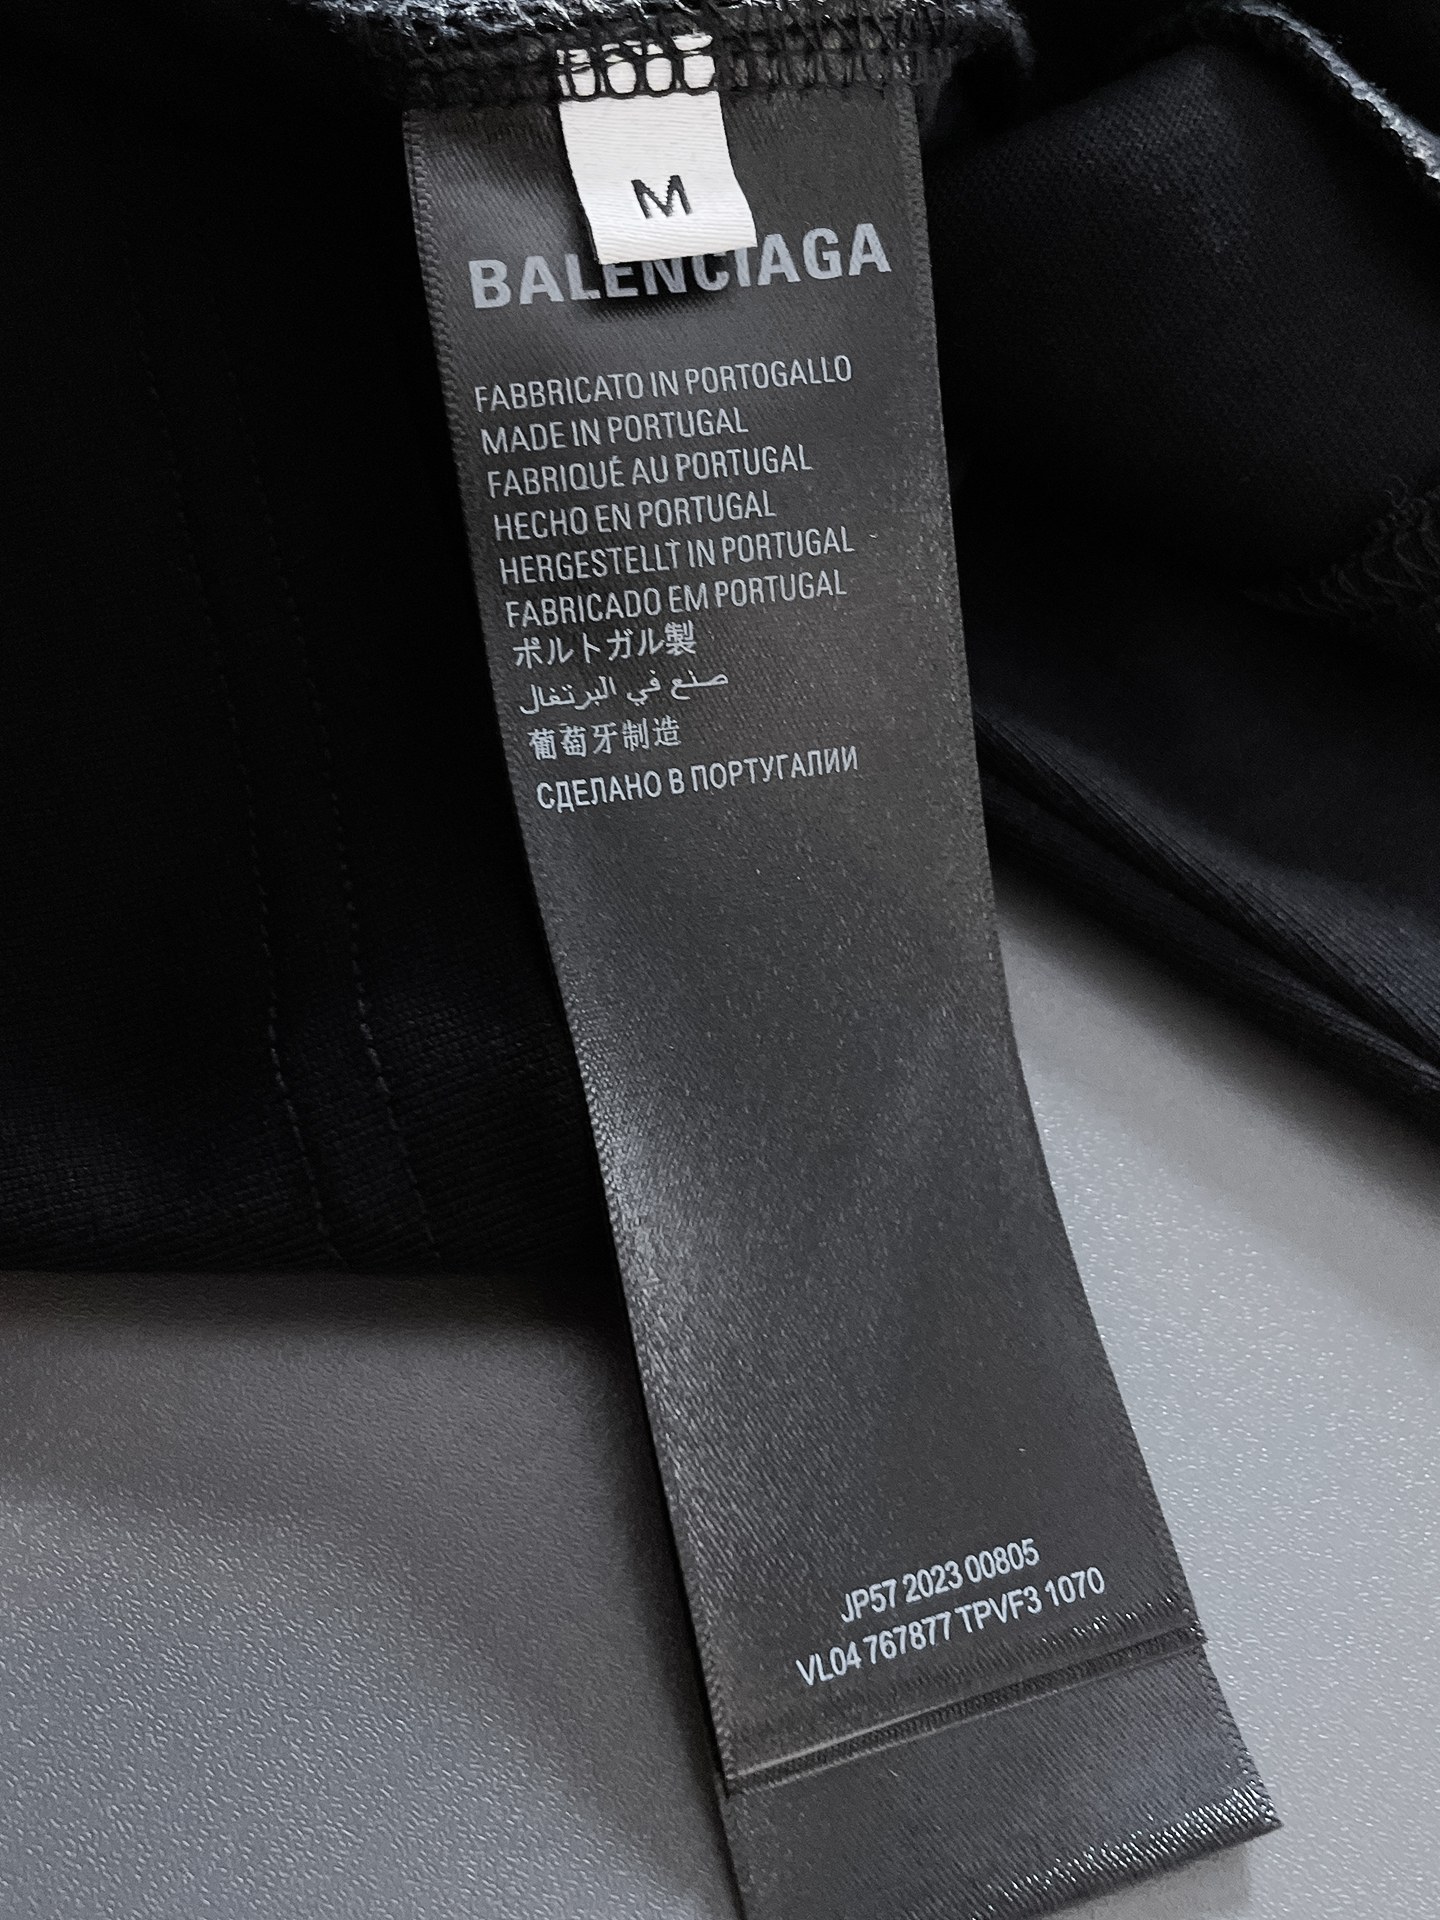 M
BALENCIAGA
FABBRICATO IN PORTOGALLO
MADE IN PORTUGAL
FABRIQUÉ AU PORTUGAL
HECHO EN PORTUGAL
HERGESTELLT IN PORTUGAL
FABRICADO EM PORTUGAL
ポルトガル製
صنع في البرتغال
葡萄牙制造
СДЕЛАНО В ПОРТУГАЛИИ
JP57 2023 00805
VL04 767877 TPVF3 1070